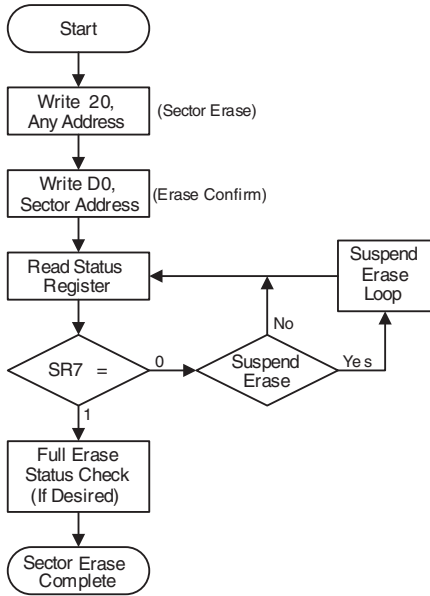 Start
Write 20,
Any Address
(Sector Erase)
Write D0,
Sector Address
(Erase Confirm)
Read Status
Register
Suspend
Erase
Loop
No
SR7 =
0
Suspend
Erase
Yes
1
Full Erase
Status Check
(If Desired)
Sector Erase
Complete